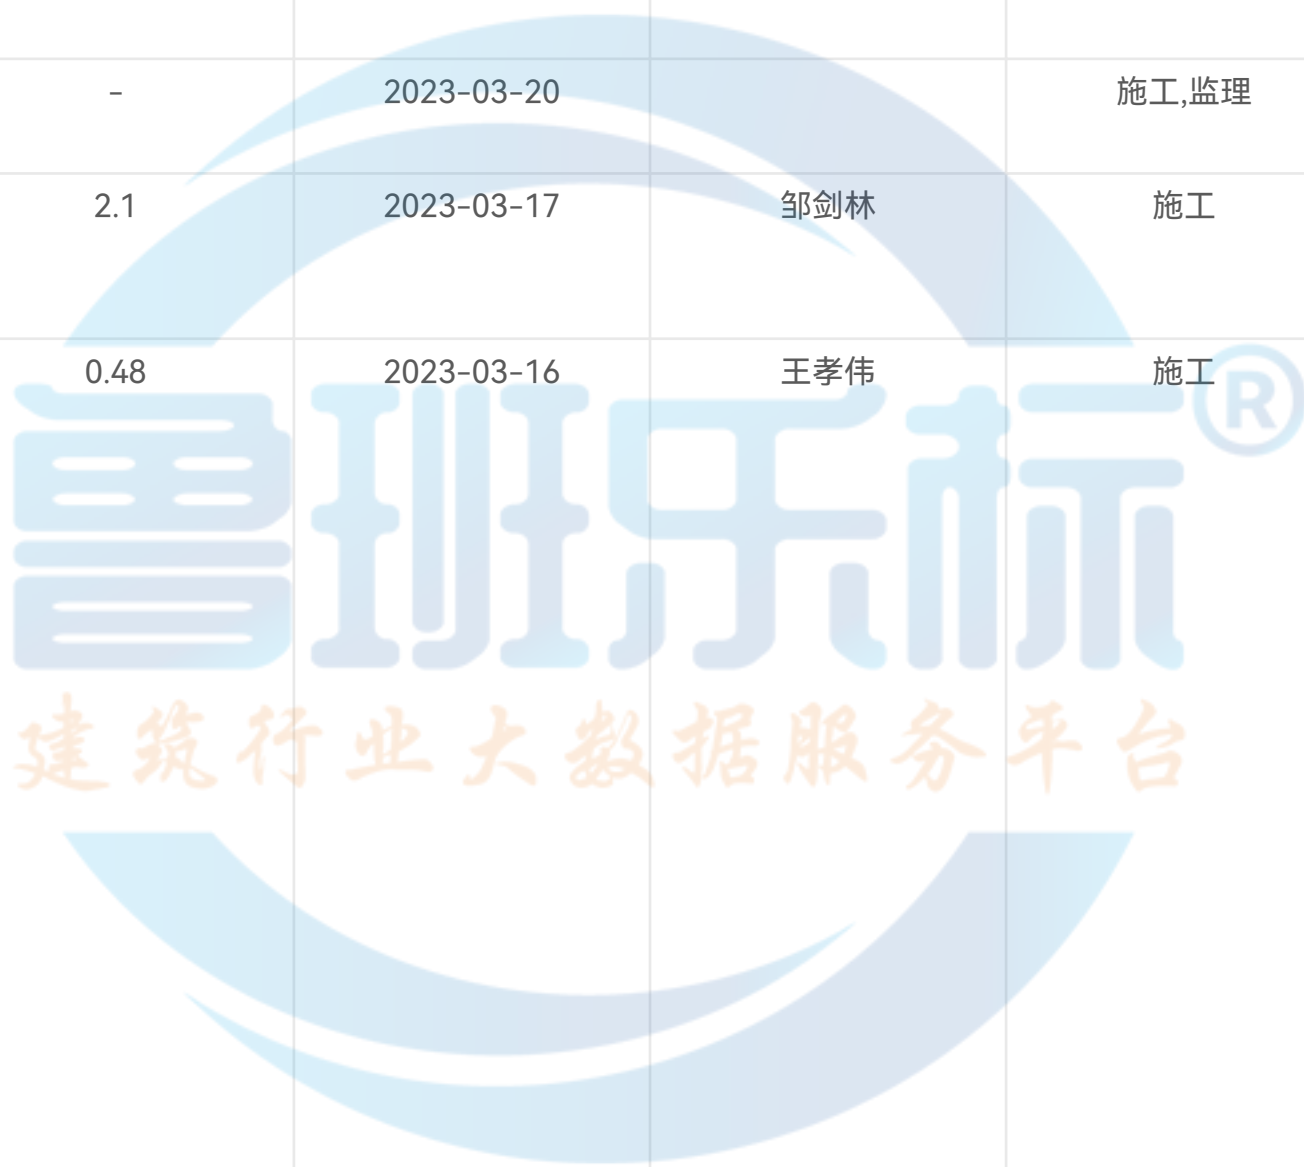 - 2023-03-20 施工,监理
2.1 2023-03-17 邹剑林 施工
0.48 2023-03-16 王孝伟 施工
鲁班乐标®
建筑行业大数据服务平台